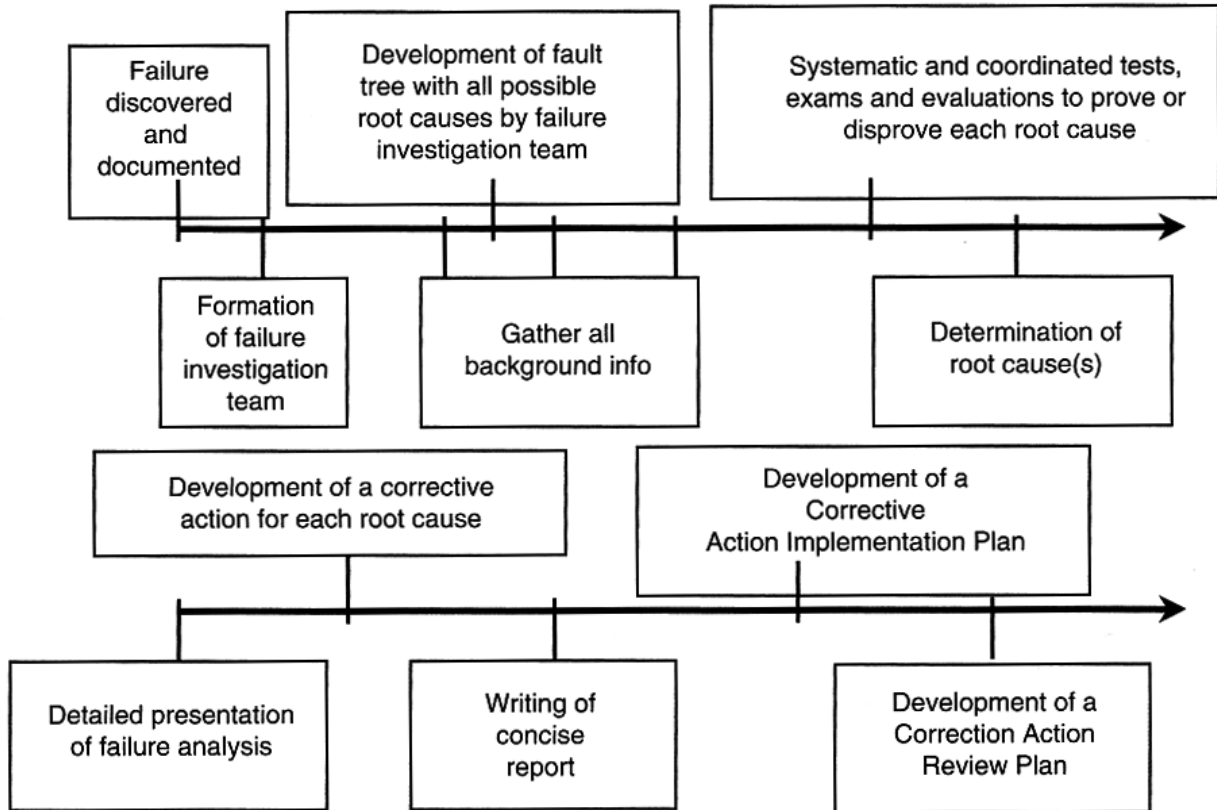 Failure
discovered
and
documented
Development of fault
tree with all possible
root causes by failure
investigation team
Systematic and coordinated tests,
exams and evaluations to prove or
disprove each root cause
Formation
of failure
investigation
team
Gather all
background info
Determination of
root cause(s)
Development of a corrective
action for each root cause
Development of a
Corrective
Action Implementation Plan
Detailed presentation
of failure analysis
Writing of
concise
report
Development of a
Correction Action
Review Plan